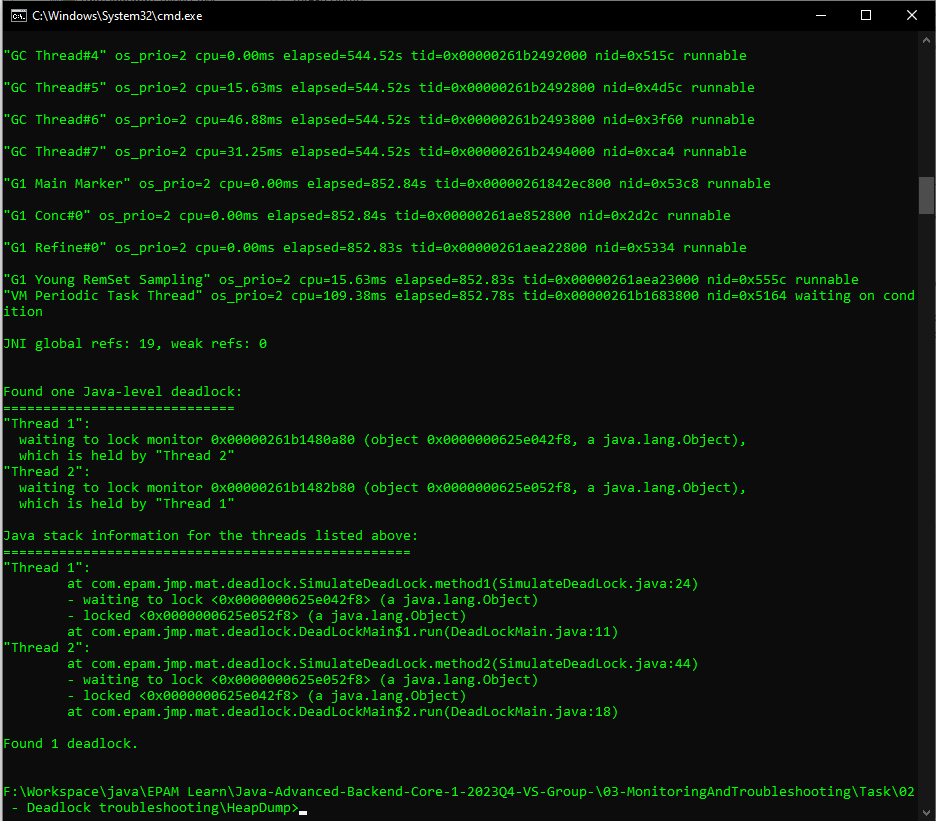 C:\Windows\System32\cmd.exe
"GC Thread#4" os_prio=2 cpu=0.00ms elapsed=544.52s tid=0x00000261b2492000 nid=0x515c runnable
"GC Thread#5" os_prio=2 cpu=15.63ms elapsed=544.52s tid=0x00000261b2492800 nid=0x4d5c runnable
"GC Thread#6" os_prio=2 cpu=46.88ms elapsed=544.52s tid=0x00000261b2493800 nid=0x3f60 runnable
"GC Thread#7" os_prio=2 cpu=31.25ms elapsed=544.52s tid=0x00000261b2494000 nid=0xca4 runnable
"G1 Main Marker" os_prio=2 cpu=0.00ms elapsed=852.84s tid=0x00000261842ec800 nid=0x53c8 runnable
"G1 Conc#0" os_prio=2 cpu=0.00ms elapsed=852.84s tid=0x00000261ae852800 nid=0x2d2c runnable
"G1 Refine#0" os_prio=2 cpu=0.00ms elapsed=852.83s tid=0x00000261aea22800 nid=0x5334 runnable
"G1 Young RemSet Sampling" os_prio=2 cpu=15.63ms elapsed=852.83s tid=0x00000261aea23000 nid=0x555c runnable
"VM Periodic Task Thread" os_prio=2 cpu=109.38ms elapsed=852.78s tid=0x00000261b1683800 nid=0x5164 waiting on cond
ition
JNI global refs: 19, weak refs: 0
Found one Java-level deadlock:
=============================
"Thread 1":
  waiting to lock monitor 0x00000261b1480a80 (object 0x0000000625e042f8, a java.lang.Object),
  which is held by "Thread 2"
"Thread 2":
  waiting to lock monitor 0x00000261b1482b80 (object 0x0000000625e052f8, a java.lang.Object),
  which is held by "Thread 1"
Java stack information for the threads listed above:
===================================================
"Thread 1":
        at com.epam.jmp.mat.deadlock.SimulateDeadLock.method1(SimulateDeadLock.java:24)
        - waiting to lock <0x0000000625e042f8> (a java.lang.Object)
        - locked <0x0000000625e052f8> (a java.lang.Object)
        at com.epam.jmp.mat.deadlock.DeadLockMain$1.run(DeadLockMain.java:11)
"Thread 2":
        at com.epam.jmp.mat.deadlock.SimulateDeadLock.method2(SimulateDeadLock.java:44)
        - waiting to lock <0x0000000625e052f8> (a java.lang.Object)
        - locked <0x0000000625e042f8> (a java.lang.Object)
        at com.epam.jmp.mat.deadlock.DeadLockMain$2.run(DeadLockMain.java:18)
Found 1 deadlock.
F:\Workspace\java\EPAM Learn\Java-Advanced-Backend-Core-1-2023Q4-VS-Group-\03-MonitoringAndTroubleshooting\Task\02
 - Deadlock troubleshooting\HeapDump>